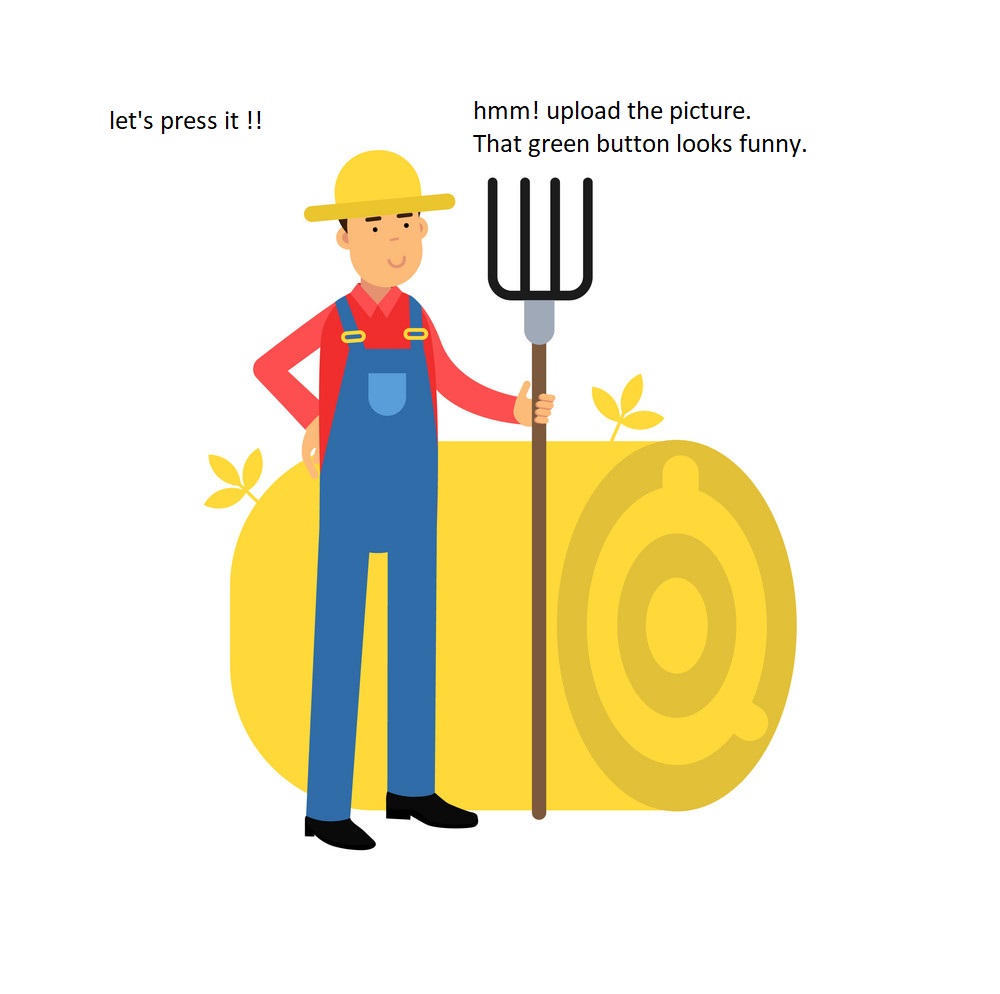 let's press it !!
hmm! upload the picture.
That green button looks funny.